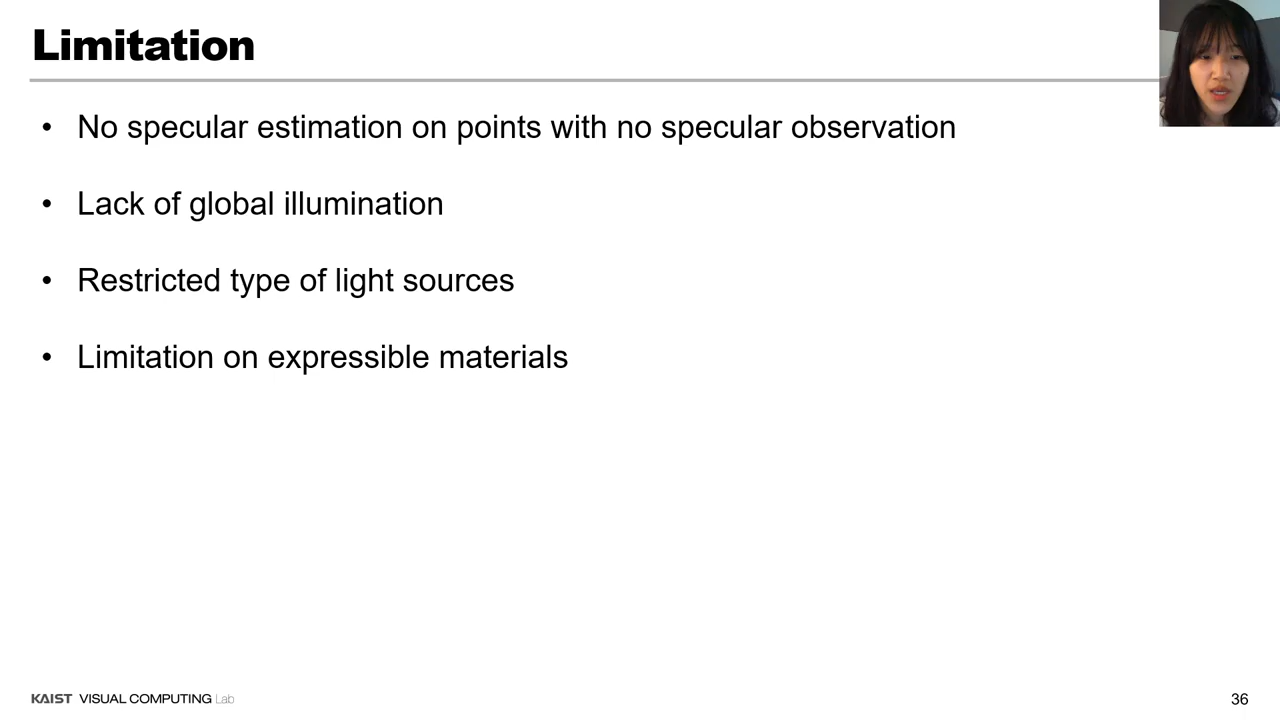 Limitation
• No specular estimation on points with no specular observation
• Lack of global illumination
• Restricted type of light sources
• Limitation on expressible materials
KAIST VISUAL COMPUTING Lab
36